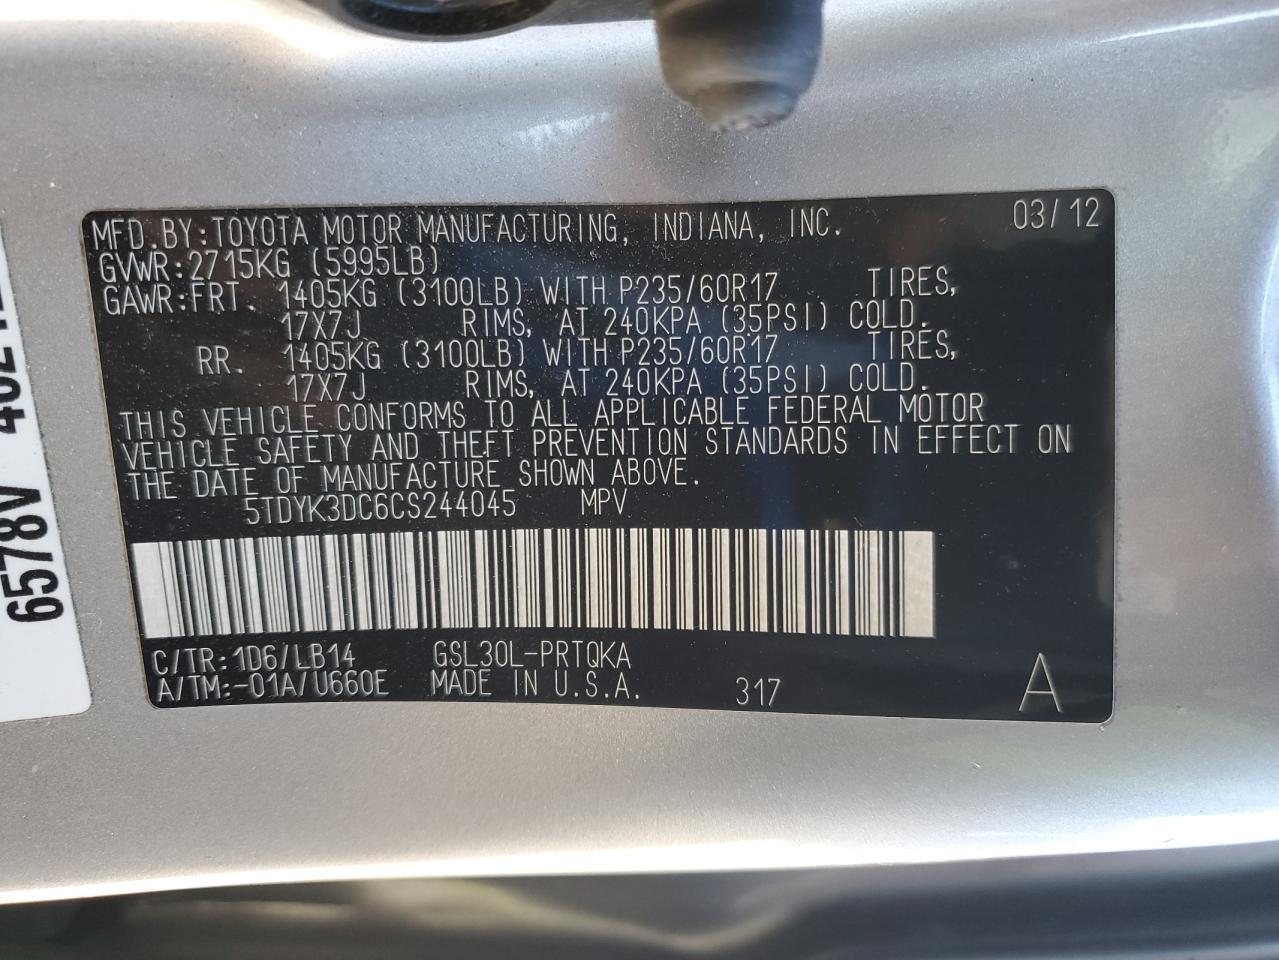 MFD.BY:TOYOTA MOTOR MANUFACTURING, INDIANA, INC. 03/12
GVWR:2715KG (5995LB)
GAWR:FRT. 1405KG (3100LB) WITH P235/60R17 TIRES,
17X7J RIMS, AT 240KPA (35PSI) COLD.
RR. 1405KG (3100LB) WITH P235/60R17 TIRES,
17X7J RIMS, AT 240KPA (35PSI) COLD.
THIS VEHICLE CONFORMS TO ALL APPLICABLE FEDERAL MOTOR
VEHICLE SAFETY AND THEFT PREVENTION STANDARDS IN EFFECT ON
THE DATE OF MANUFACTURE SHOWN ABOVE.
5TDYK3DC6CS244045 MPV
C/TR:1D6/LB14 GSL30L-PRTQKA
A/TM:-01A/U660E MADE IN U.S.A. 317 A
6578V